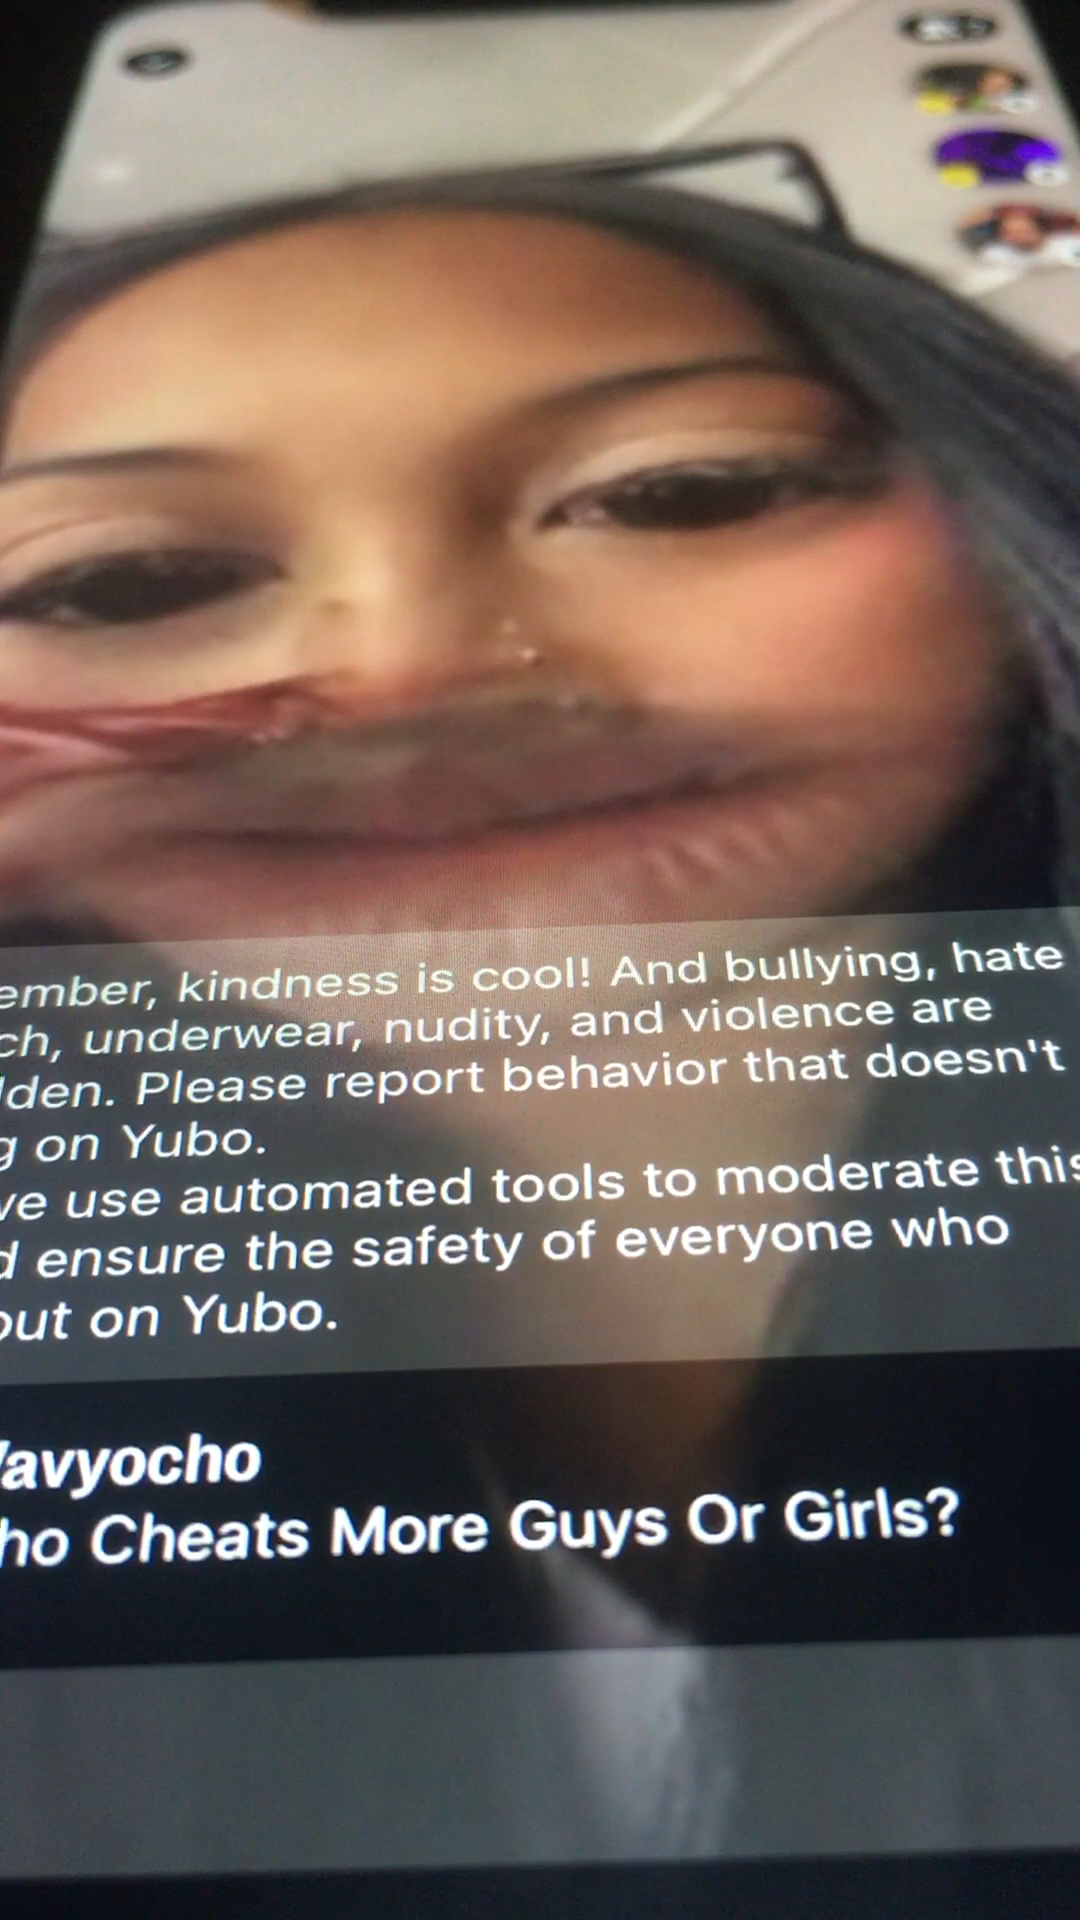 ember, kindness is cool! And bullying, hate
ch, underwear, nudity, and violence are
dden. Please report behavior that doesn't
g on Yubo.
ve use automated tools to moderate this
d ensure the safety of everyone who
out on Yubo.
Vavyocho
ho Cheats More Guys Or Girls?